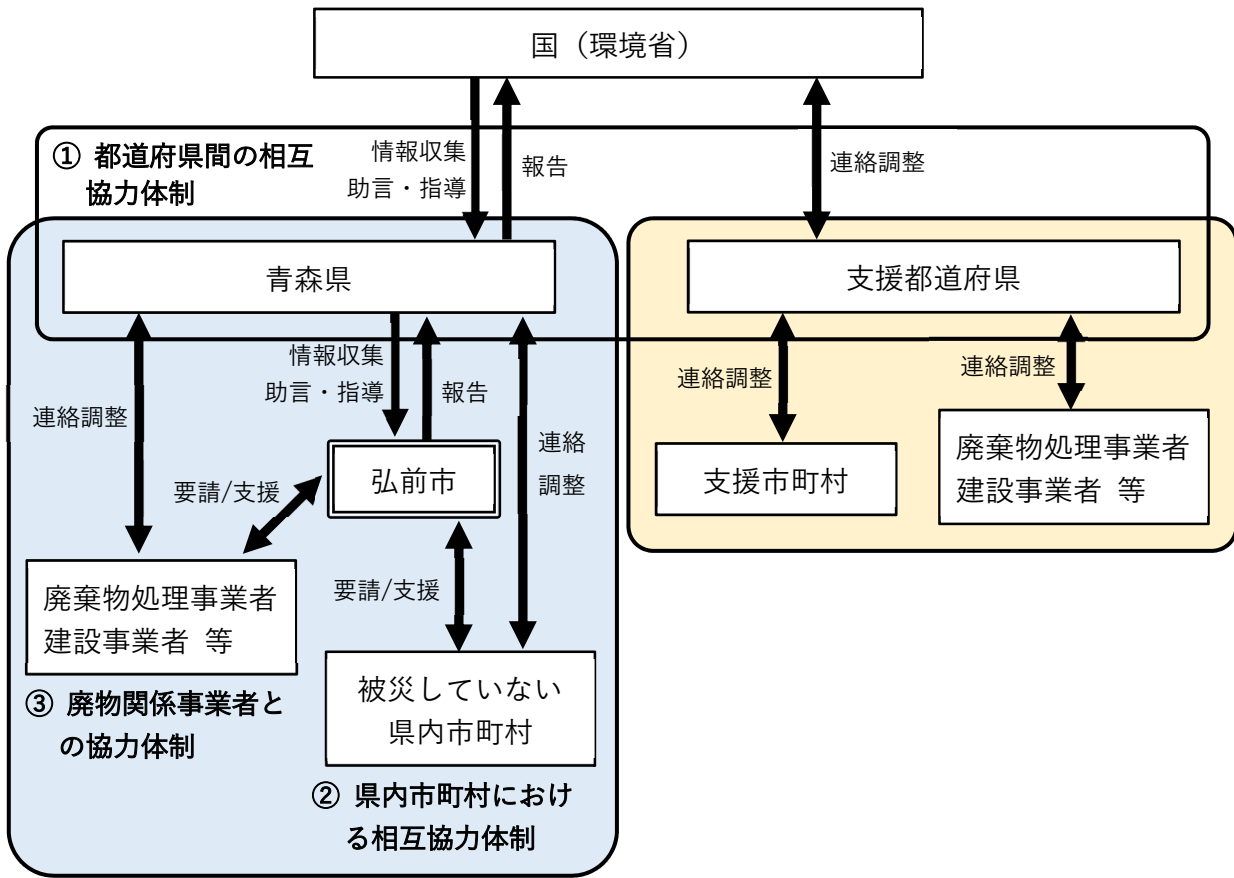 国（環境省）
① 都道府県間の相互
協力体制
情報収集
助言・指導
報告
連絡調整
青森県
支援都道府県
情報収集
助言・指導
報告
連絡調整
連絡
調整
連絡調整
連絡調整
弘前市
要請/支援
支援市町村
廃棄物処理事業者
建設事業者 等
廃棄物処理事業者
建設事業者 等
要請/支援
被災していない
県内市町村
③ 廃物関係事業者と
の協力体制
② 県内市町村におけ
る相互協力体制